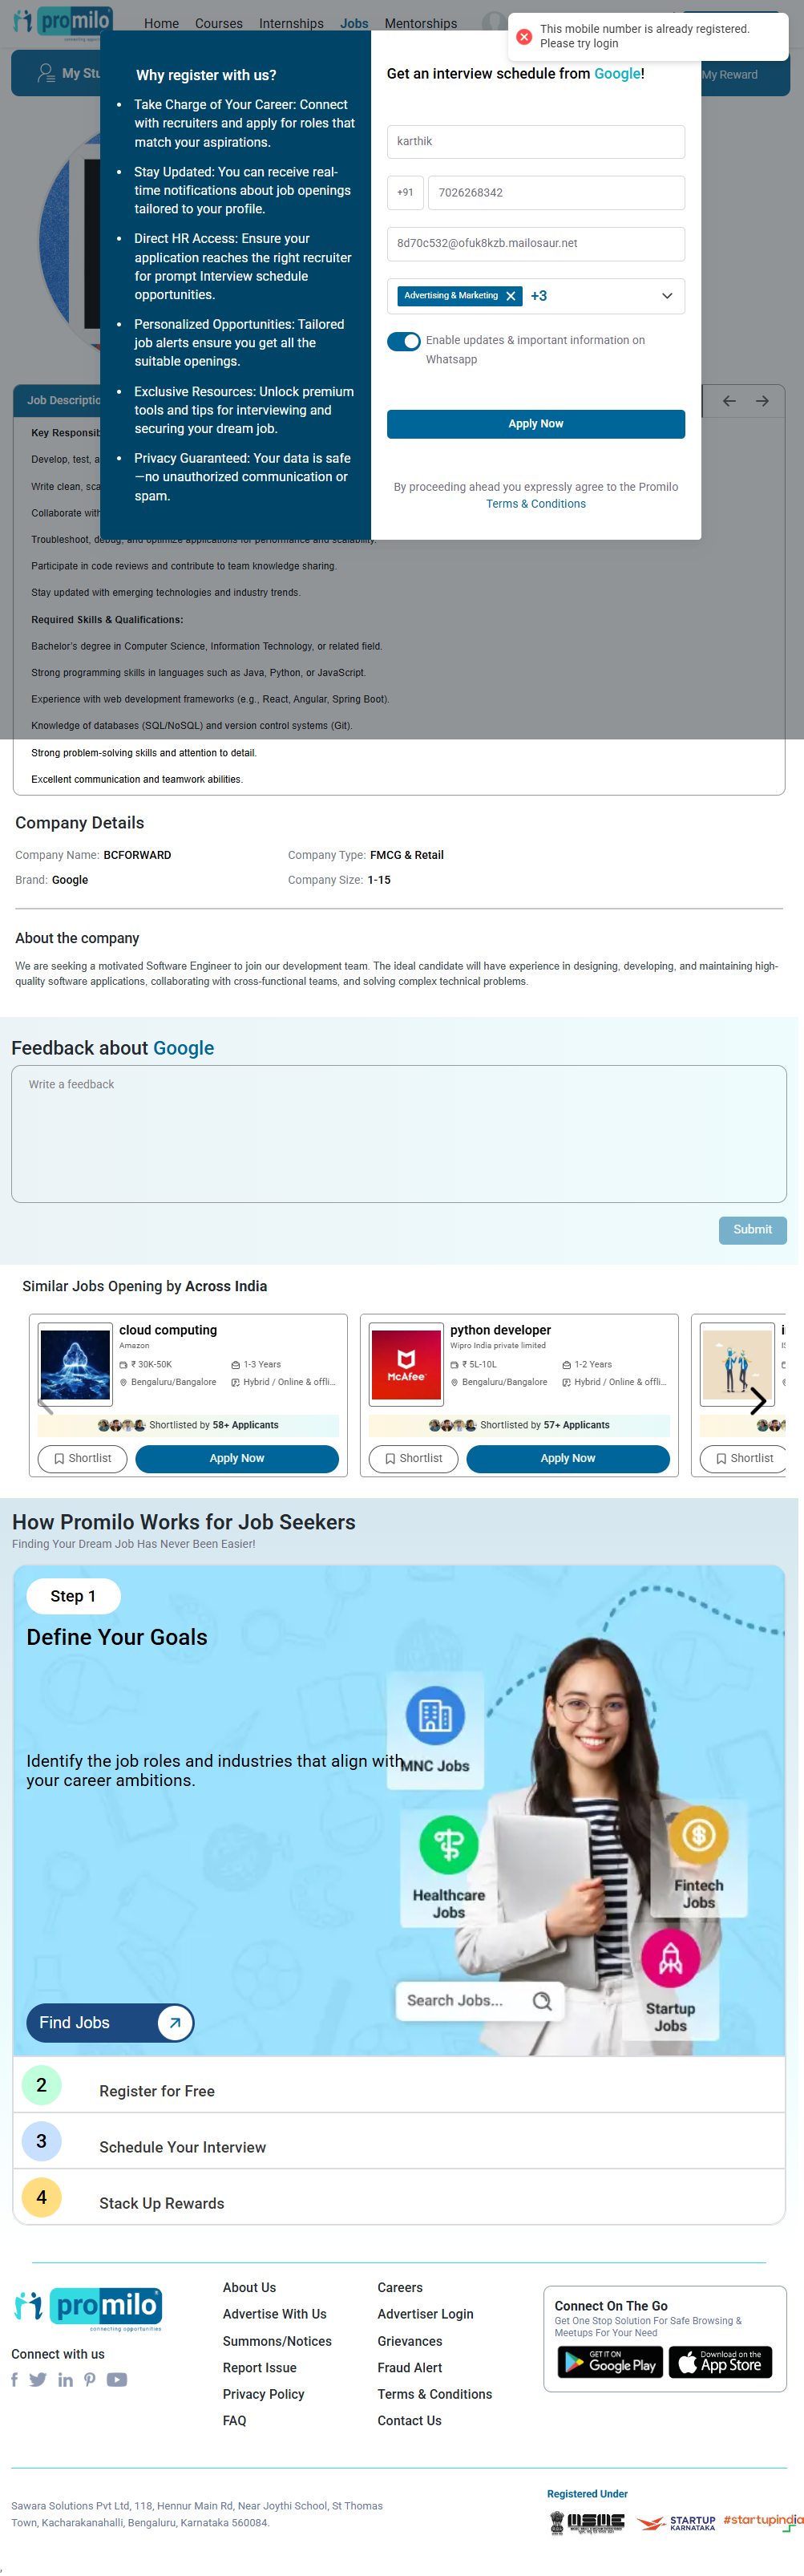 promilo
connecting opportunities
Home Courses Internships Jobs Mentorships
This mobile number is already registered.
Please try login
My Stu
My Reward
Why register with us?
Take Charge of Your Career: Connect
with recruiters and apply for roles that
match your aspirations.
Stay Updated: You can receive real-
time notifications about job openings
tailored to your profile.
Direct HR Access: Ensure your
application reaches the right recruiter
for prompt Interview schedule
opportunities.
Personalized Opportunities: Tailored
job alerts ensure you get all the
suitable openings.
Exclusive Resources: Unlock premium
tools and tips for interviewing and
securing your dream job.
Privacy Guaranteed: Your data is safe
—no unauthorized communication or
spam.
Get an interview schedule from Google!
karthik
+91 7026268342
8d70c532@ofuk8kzb.mailosaur.net
Advertising & Marketing +3
Enable updates & important information on
Whatsapp
Apply Now
By proceeding ahead you expressly agree to the Promilo
Terms & Conditions
Job Descriptio
Key Responsib
Develop, test, a
Write clean, sca
Collaborate with
Troubleshoot, debug, and optimize applications for performance and scalability.
Participate in code reviews and contribute to team knowledge sharing.
Stay updated with emerging technologies and industry trends.
Required Skills & Qualifications:
Bachelor's degree in Computer Science, Information Technology, or related field.
Strong programming skills in languages such as Java, Python, or JavaScript.
Experience with web development frameworks (e.g., React, Angular, Spring Boot).
Knowledge of databases (SQL/NoSQL) and version control systems (Git).
Strong problem-solving skills and attention to detail.
Excellent communication and teamwork abilities.
Company Details
Company Name: BCFORWARD Company Type: FMCG & Retail
Brand: Google Company Size: 1-15
About the company
We are seeking a motivated Software Engineer to join our development team. The ideal candidate will have experience in designing, developing, and maintaining high-
quality software applications, collaborating with cross-functional teams, and solving complex technical problems.
Feedback about Google
Write a feedback
Submit
Similar Jobs Opening by Across India
cloud computing
Amazon
₹ 30K-50K 1-3 Years
Bengaluru/Bangalore Hybrid / Online & offli...
Shortlisted by 58+ Applicants
Shortlist Apply Now
McAfee
python developer
Wipro India private limited
₹ 5L-10L 1-2 Years
Bengaluru/Bangalore Hybrid / Online & offli...
Shortlisted by 57+ Applicants
Shortlist Apply Now
Shortlist
How Promilo Works for Job Seekers
Finding Your Dream Job Has Never Been Easier!
Step 1
Define Your Goals
Identify the job roles and industries that align with
your career ambitions.
MNC Jobs
Healthcare
Jobs
Fintech
Jobs
Startup
Jobs
Search Jobs...
Find Jobs
2 Register for Free
3 Schedule Your Interview
4 Stack Up Rewards
promilo
connecting opportunities
Connect with us
About Us
Advertise With Us
Summons/Notices
Report Issue
Privacy Policy
FAQ
Careers
Advertiser Login
Grievances
Fraud Alert
Terms & Conditions
Contact Us
Connect On The Go
Get One Stop Solution For Safe Browsing &
Meetups For Your Need
GET IT ON
Google Play
Download on the
App Store
Sawara Solutions Pvt Ltd, 118, Hennur Main Rd, Near Joythi School, St Thomas
Town, Kacharakanahalli, Bengaluru, Karnataka 560084.
Registered Under
MSME
STARTUP
KARNATAKA
#startupindia
,